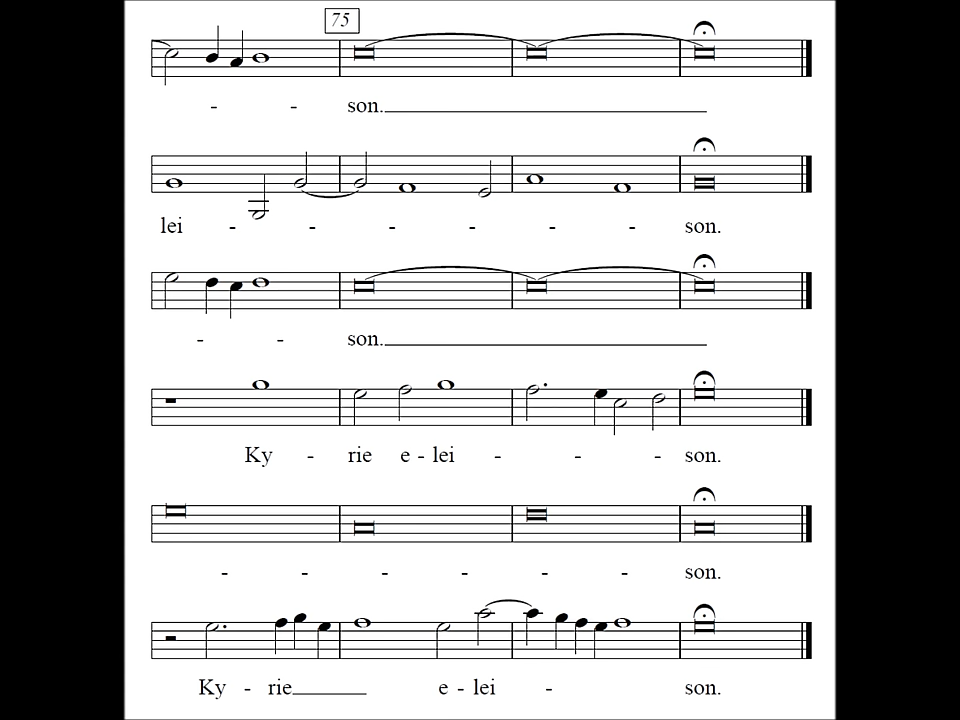 75
- - son.
lei - - - - - - son.
- - son.
Ky - rie e - lei - - - son.
- - - - - - son.
Ky - rie e - lei - son.